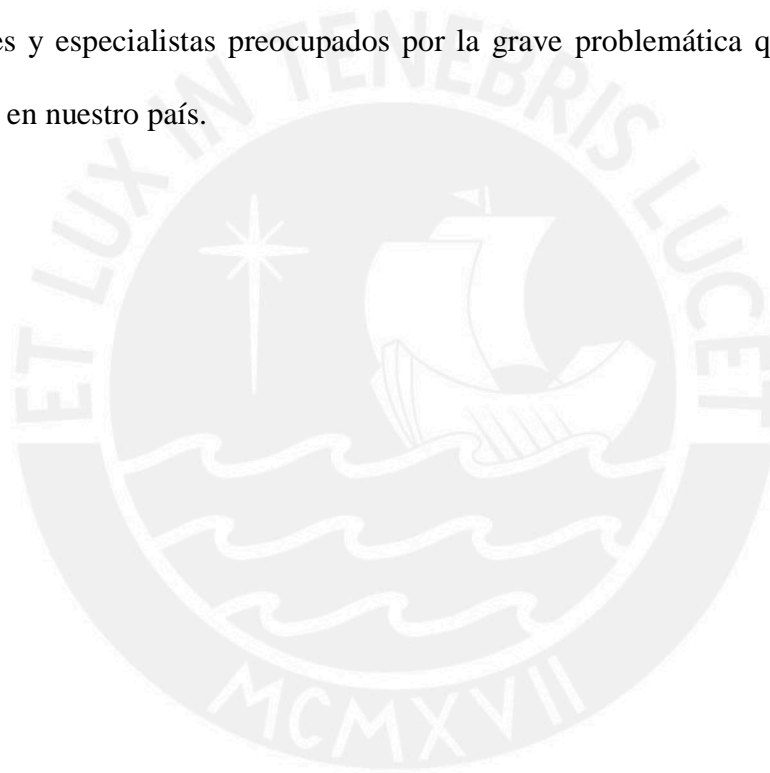 es y especialistas preocupados por la grave problemática q
en nuestro país.
ET LUX IN TENEBRIS LUCET
MCMXVII